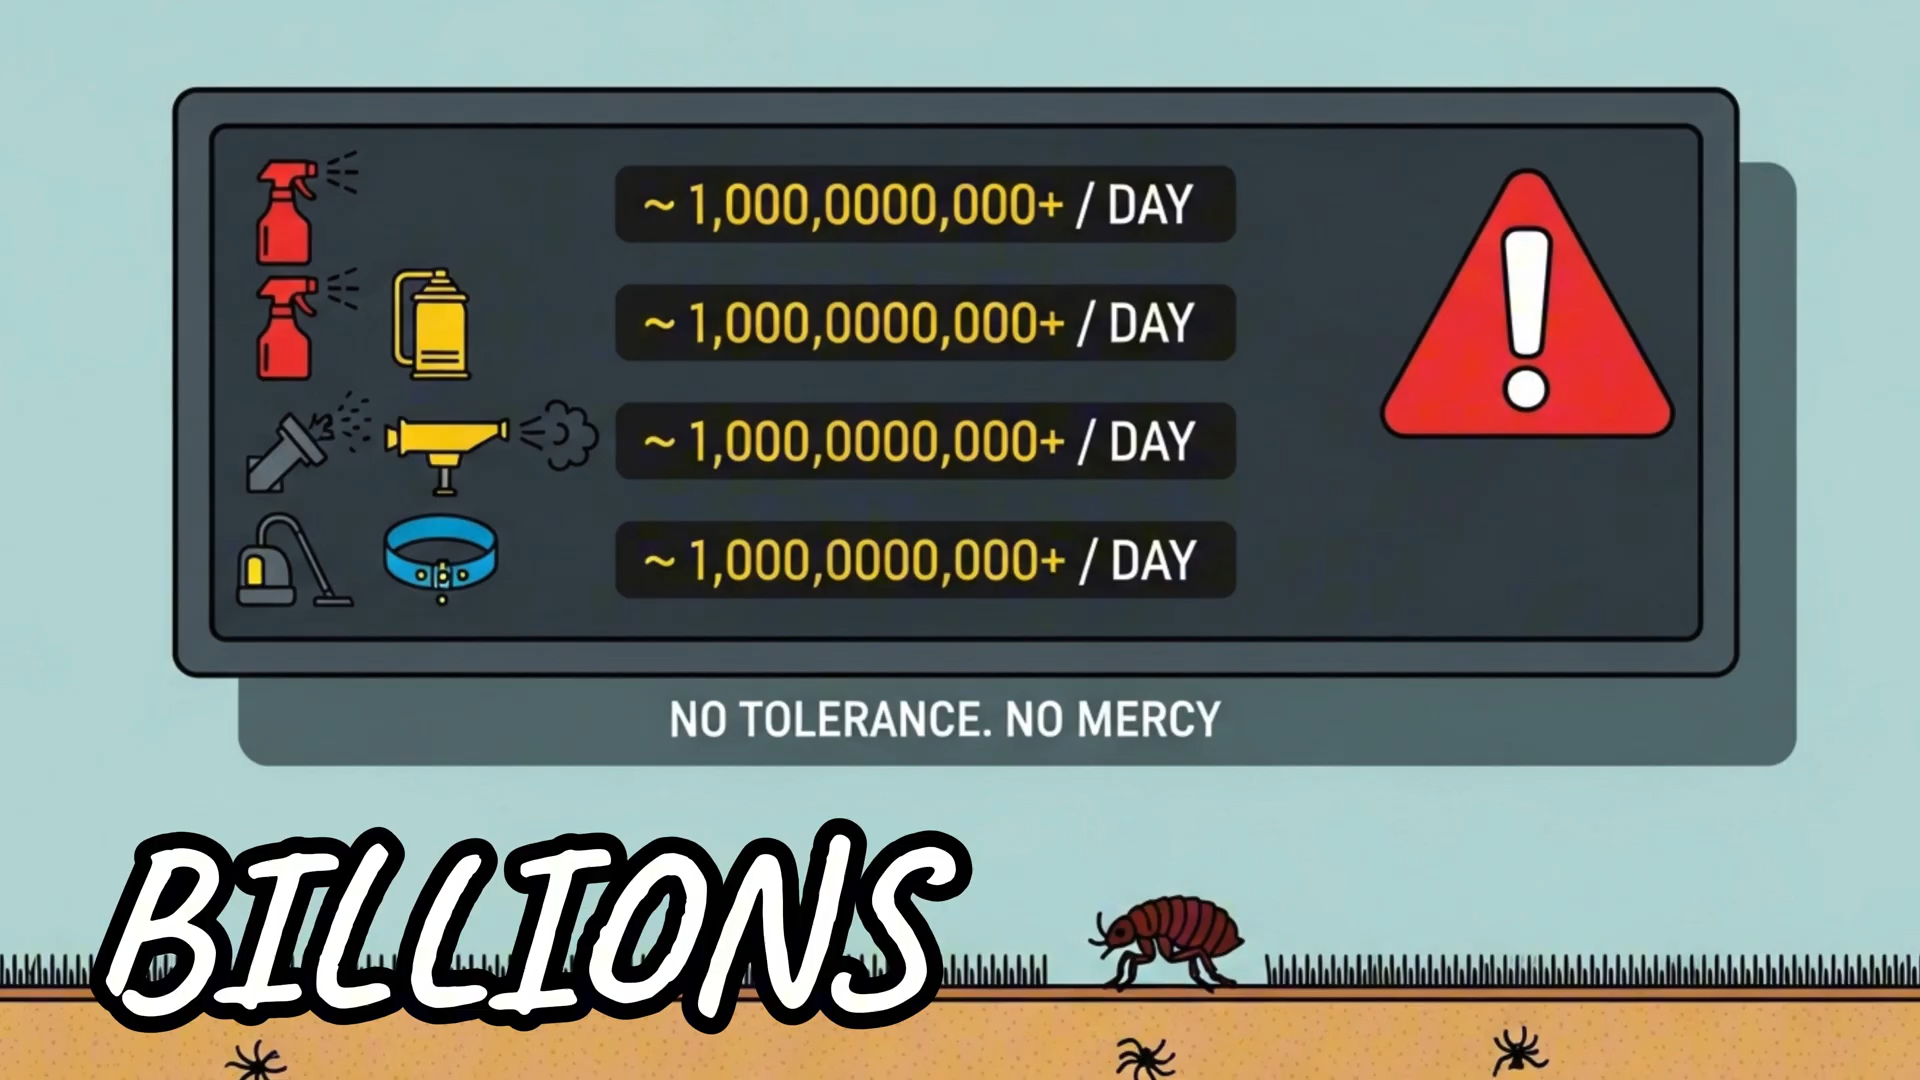 ~ 1,000,0000,000+ / DAY
~ 1,000,0000,000+ / DAY
~ 1,000,0000,000+ / DAY
~ 1,000,0000,000+ / DAY
NO TOLERANCE. NO MERCY
BILLIONS